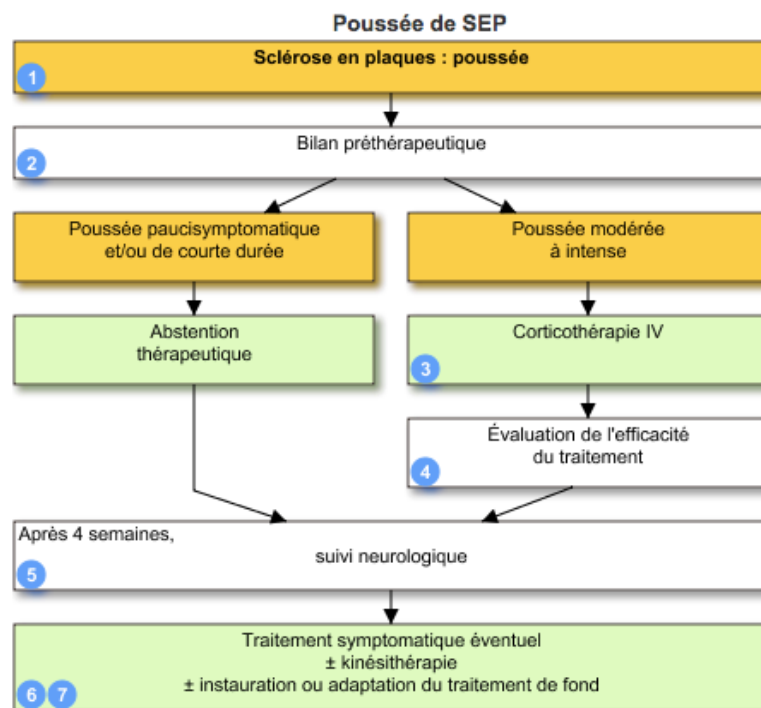 Poussée de SEP
Sclérose en plaques : poussée
1
Bilan préthérapeutique
2
Poussée paucisymptomatique
et/ou de courte durée
Poussée modérée
à intense
Abstention
thérapeutique
Corticothérapie IV
3
Évaluation de l'efficacité
du traitement
4
Après 4 semaines,
suivi neurologique
5
Traitement symptomatique éventuel
± kinésithérapie
± instauration ou adaptation du traitement de fond
6 7